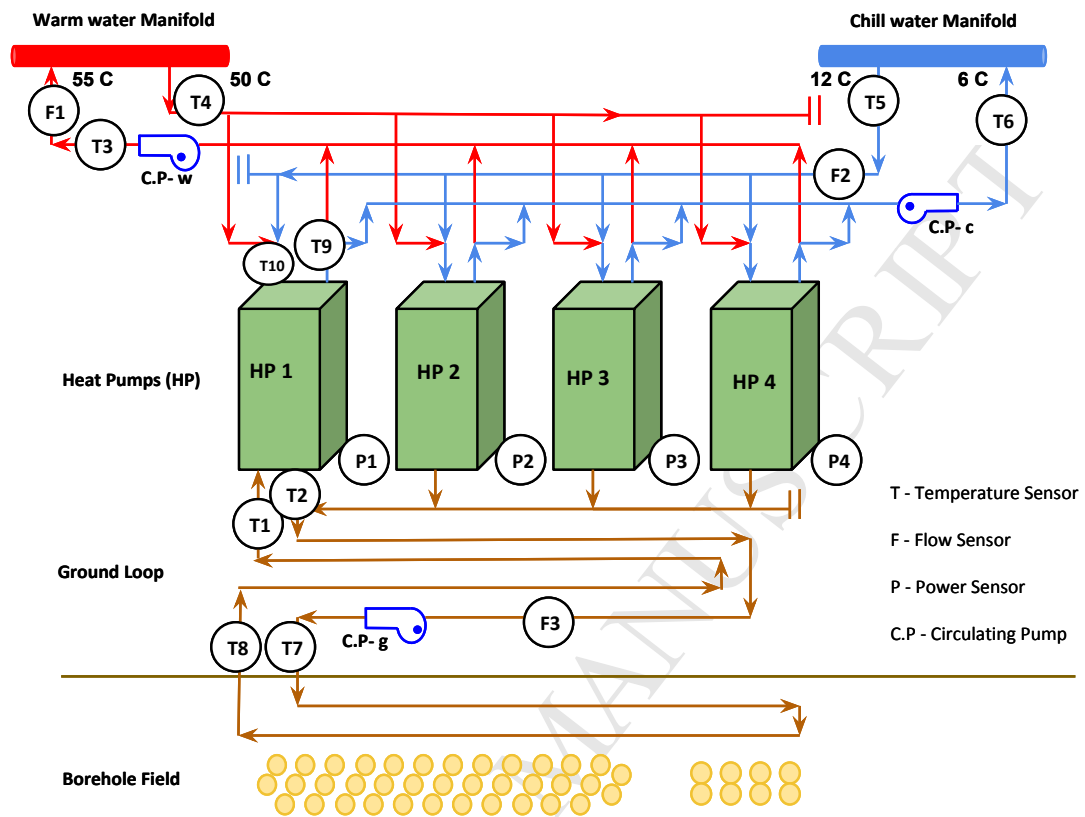 Warm water Manifold
Chill water Manifold
55 C
50 C
12 C
6 C
F1
T4
T5
T6
T3
C.P- w
F2
C.P- c
T9
T10
HP 1
HP 2
HP 3
HP 4
Heat Pumps (HP)
P1
P2
P3
P4
T2
T1
T - Temperature Sensor
F - Flow Sensor
Ground Loop
P - Power Sensor
F3
C.P- g
C.P - Circulating Pump
T8
T7
Borehole Field
MANUSCRIPT